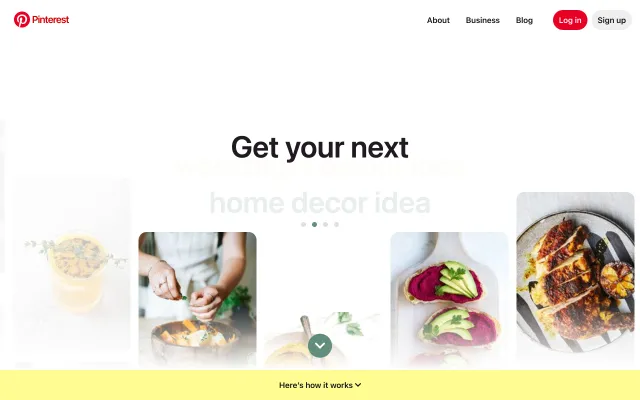 Pinterest
About
Business
Blog
Log in
Sign up
Get your next
home decor idea
Here's how it works